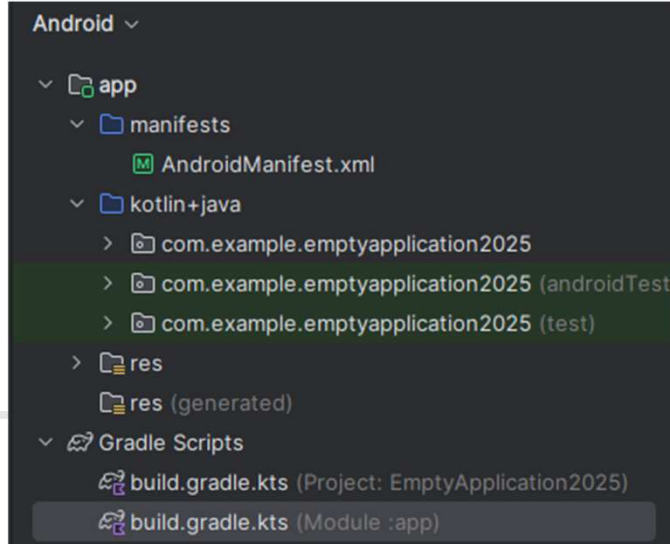 Android
app
manifests
M AndroidManifest.xml
kotlin+java
com.example.emptyapplication2025
com.example.emptyapplication2025 (androidTest
com.example.emptyapplication2025 (test)
res
res (generated)
Gradle Scripts
build.gradle.kts (Project: EmptyApplication2025)
build.gradle.kts (Module :app)